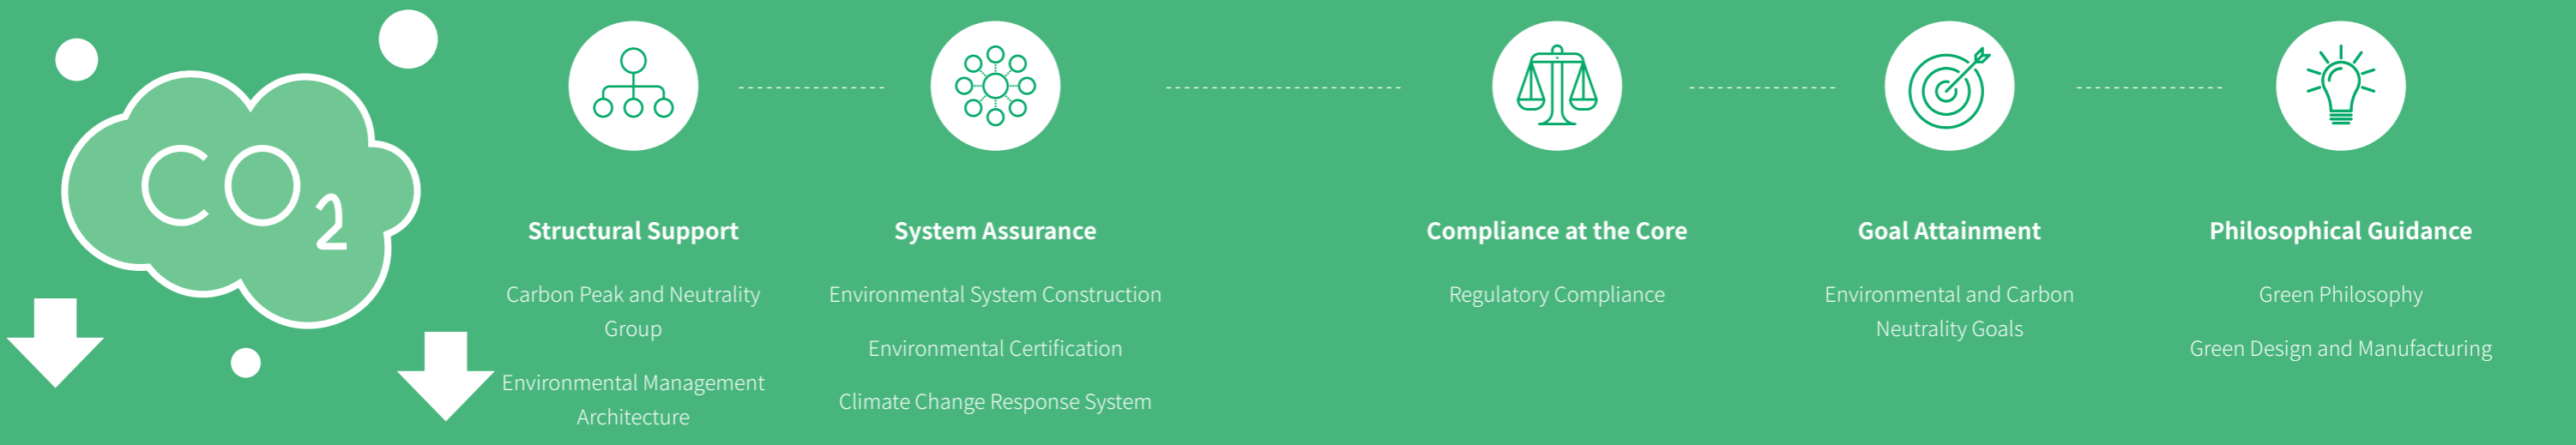 CO2
Structural Support
Carbon Peak and Neutrality
Group
Environmental Management
Architecture
System Assurance
Environmental System Construction
Environmental Certification
Climate Change Response System
Compliance at the Core
Regulatory Compliance
Goal Attainment
Environmental and Carbon
Neutrality Goals
Philosophical Guidance
Green Philosophy
Green Design and Manufacturing